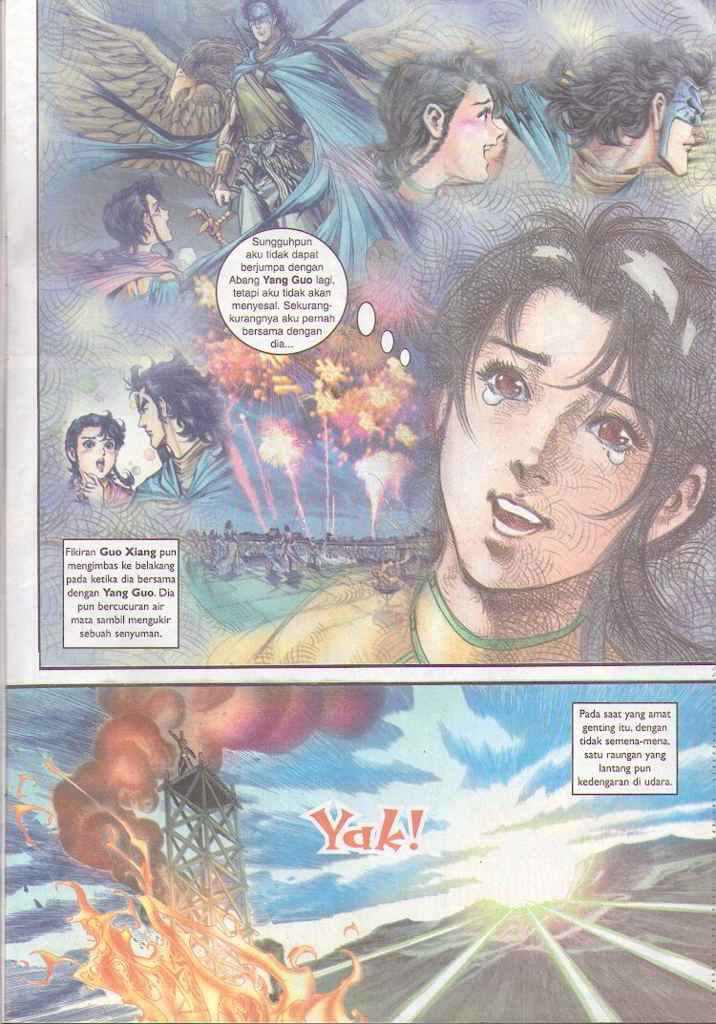 Sungguhpun
aku tidak dapat
berjumpa dengan
Abang Yang Guo lagi,
tetapi aku tidak akan
menyesal. Sekurang-
kurangnya aku pernah
bersama dengan
dia...
Fikiran Guo Xiang pun
mengimbas ke belakang
pada ketika dia bersama
dengan Yang Guo. Dia
pun bercucuran air
mata sambil mengukir
sebuah senyuman.
Pada saat yang amat
genting itu, dengan
tidak semena-mena,
satu raungan yang
lantang pun
kedengaran di udara.
Yak!